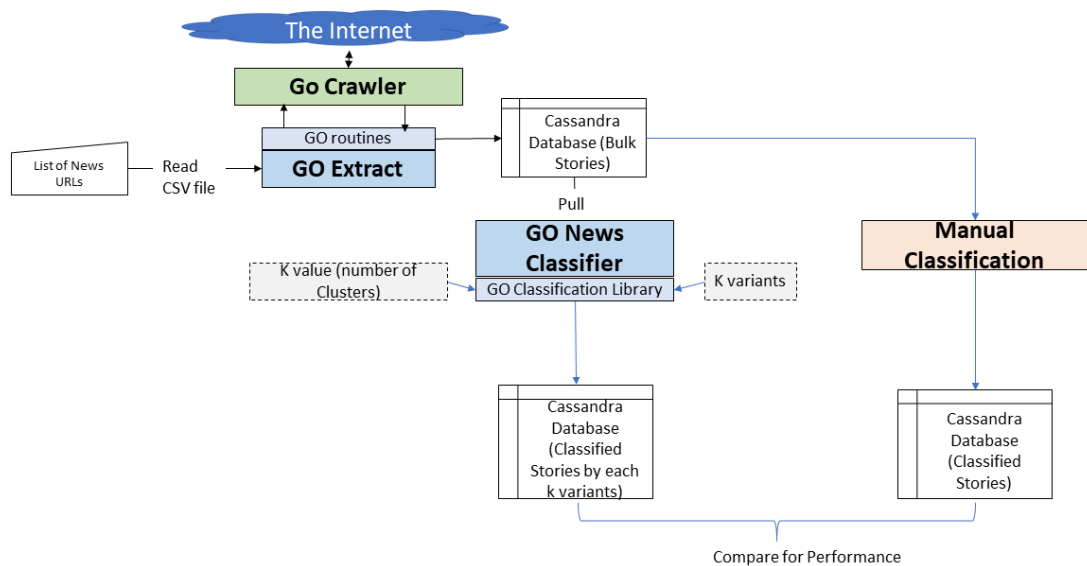 The Internet
Go Crawler
GO routines
GO Extract
List of News
URLs
Read
CSV file
Cassandra
Database (Bulk
Stories)
Pull
GO News
Classifier
GO Classification Library
K value (number of
Clusters)
K variants
Manual
Classification
Cassandra
Database
(Classified
Stories by each
k variants)
Cassandra
Database
(Classified
Stories)
Compare for Performance